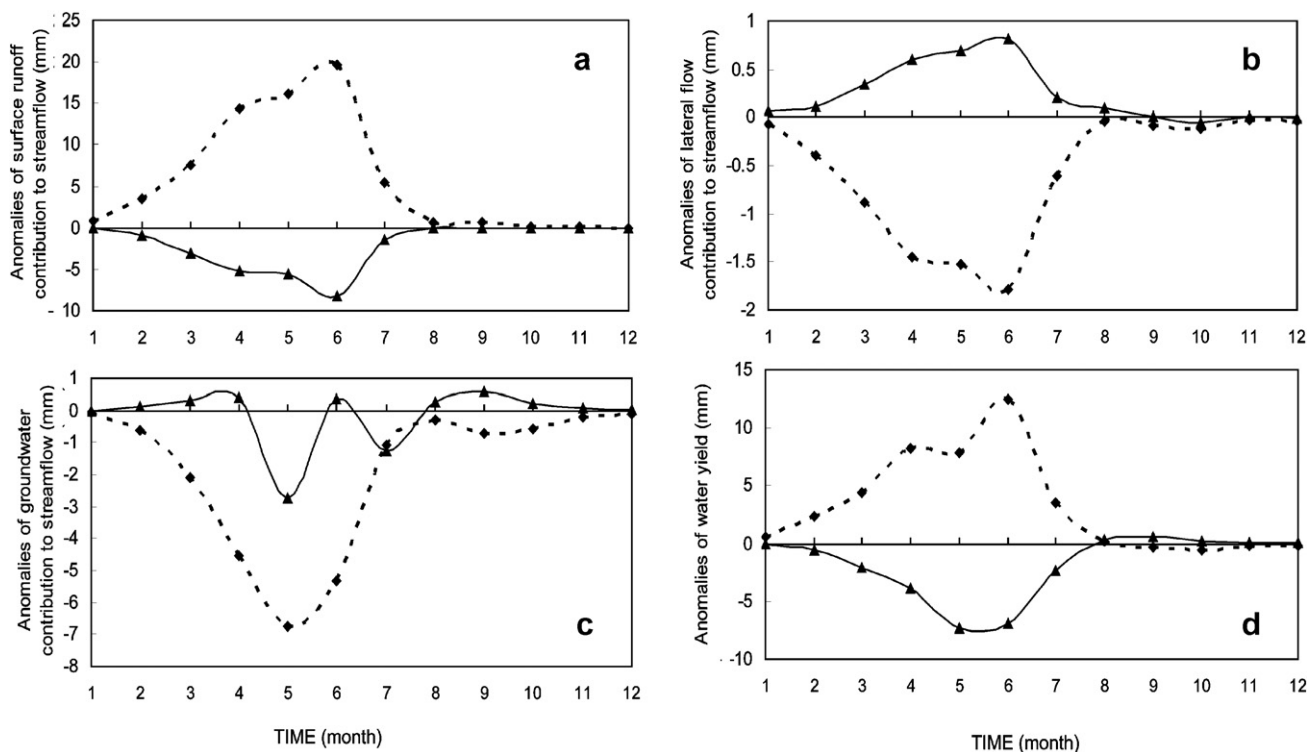 Anomalies of surface runoff
contribution to streamflow (mm)
25
20
15
10
5
0
-5
- 10
a
1 2 3 4 5 6 7 8 9 10 11 12
Anomalies of lateral flow
contribution to streamflow (mm)
1
0.5
0
-0.5
-1
-1.5
-2
b
1 2 3 4 5 6 7 8 9 10 11 12
Anomalies of groundwater
contribution to streamflow (mm)
1
0
-1
-2
-3
-4
-5
-6
-7
-8
c
1 2 3 4 5 6 7 8 9 10 11 12
TIME (month)
Anomalies of water yield (mm)
15
10
5
0
-5
-10
d
1 2 3 4 5 6 7 8 9 10 11 12
TIME (month)